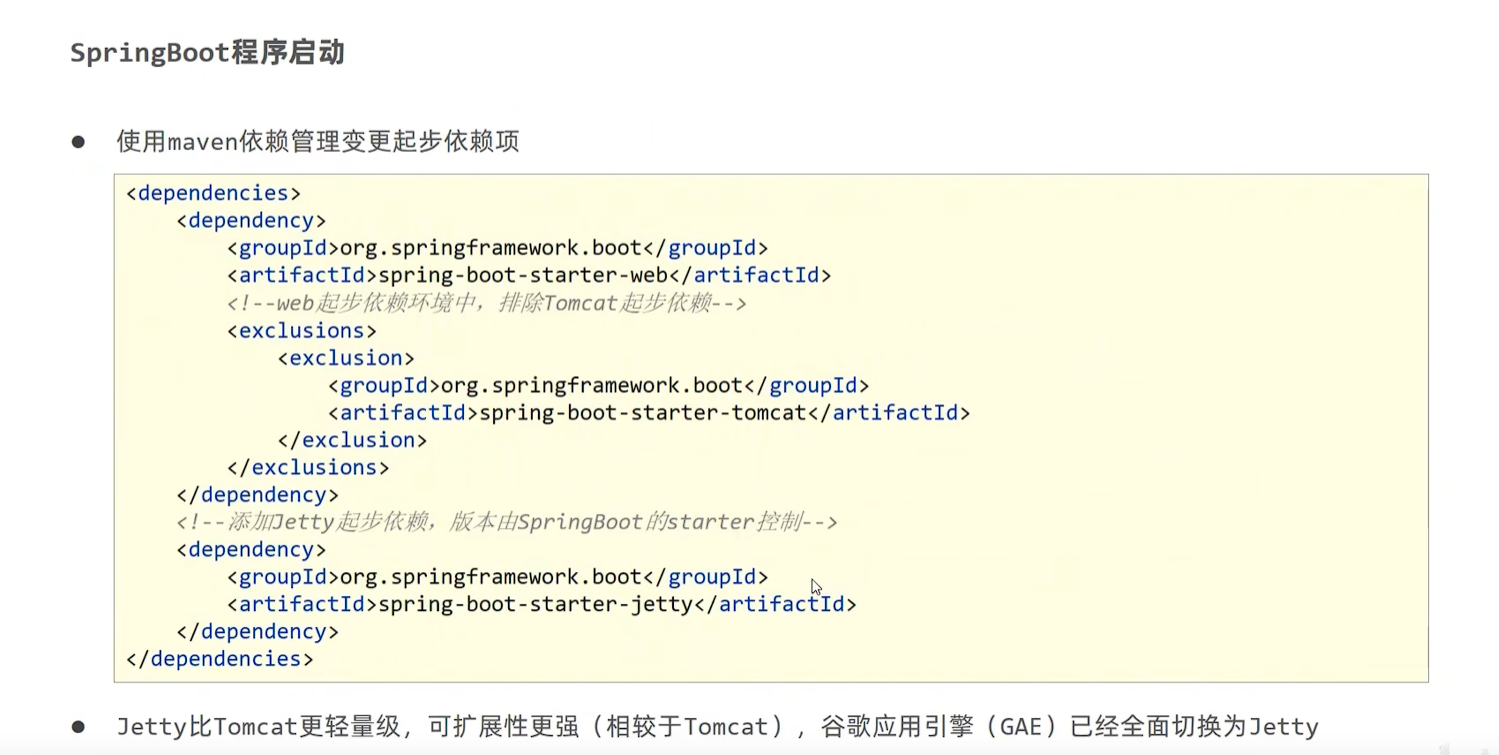 SpringBoot程序启动
● 使用maven依赖管理变更起步依赖项
<dependencies>
    <dependency>
        <groupId>org.springframework.boot</groupId>
        <artifactId>spring-boot-starter-web</artifactId>
        <!--web起步依赖环境中，排除Tomcat起步依赖-->
        <exclusions>
            <exclusion>
                <groupId>org.springframework.boot</groupId>
                <artifactId>spring-boot-starter-tomcat</artifactId>
            </exclusion>
        </exclusions>
    </dependency>
    <!--添加Jetty起步依赖，版本由SpringBoot的starter控制-->
    <dependency>
        <groupId>org.springframework.boot</groupId>
        <artifactId>spring-boot-starter-jetty</artifactId>
    </dependency>
</dependencies>
● Jetty比Tomcat更轻量级，可扩展性更强（相较于Tomcat），谷歌应用引擎（GAE）已经全面切换为Jetty